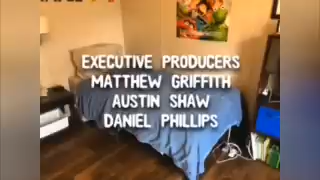 EXECUTIVE PRODUCERS
MATTHEW GRIFFITH
AUSTIN SHAW
DANIEL PHILLIPS